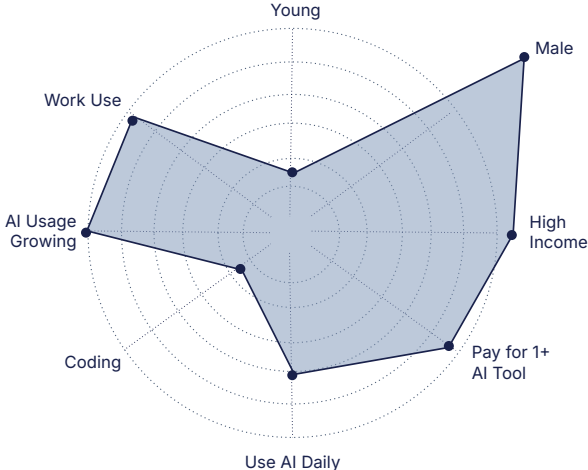 Young
Male
Work Use
AI Usage
Growing
High
Income
Pay for 1+
AI Tool
Coding
Use AI Daily